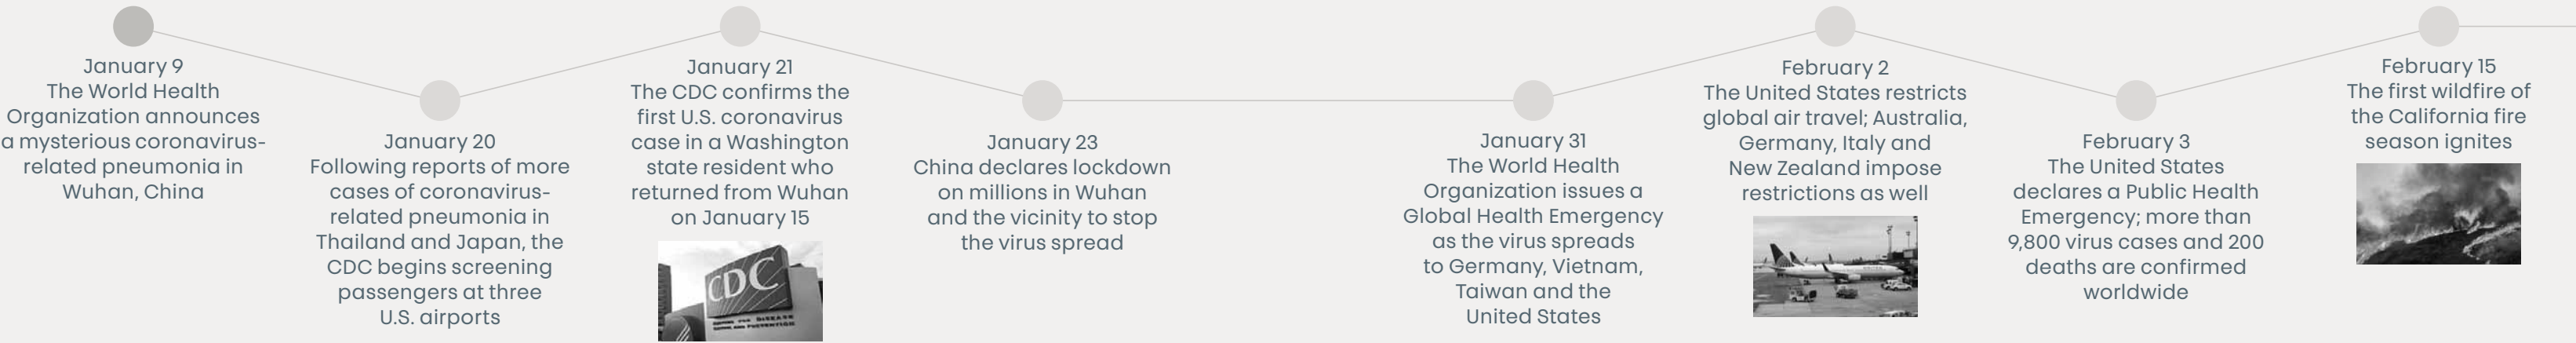 January 9
The World Health
Organization announces
a mysterious coronavirus-
related pneumonia in
Wuhan, China
January 20
Following reports of more
cases of coronavirus-
related pneumonia in
Thailand and Japan, the
CDC begins screening
passengers at three
U.S. airports
January 21
The CDC confirms the
first U.S. coronavirus
case in a Washington
state resident who
returned from Wuhan
on January 15
CDC
CENTERS FOR DISEASE
CONTROL AND PREVENTION
January 23
China declares lockdown
on millions in Wuhan
and the vicinity to stop
the virus spread
January 31
The World Health
Organization issues a
Global Health Emergency
as the virus spreads
to Germany, Vietnam,
Taiwan and the
United States
February 2
The United States restricts
global air travel; Australia,
Germany, Italy and
New Zealand impose
restrictions as well
UNITED
February 3
The United States
declares a Public Health
Emergency; more than
9,800 virus cases and 200
deaths are confirmed
worldwide
February 15
The first wildfire of
the California fire
season ignites